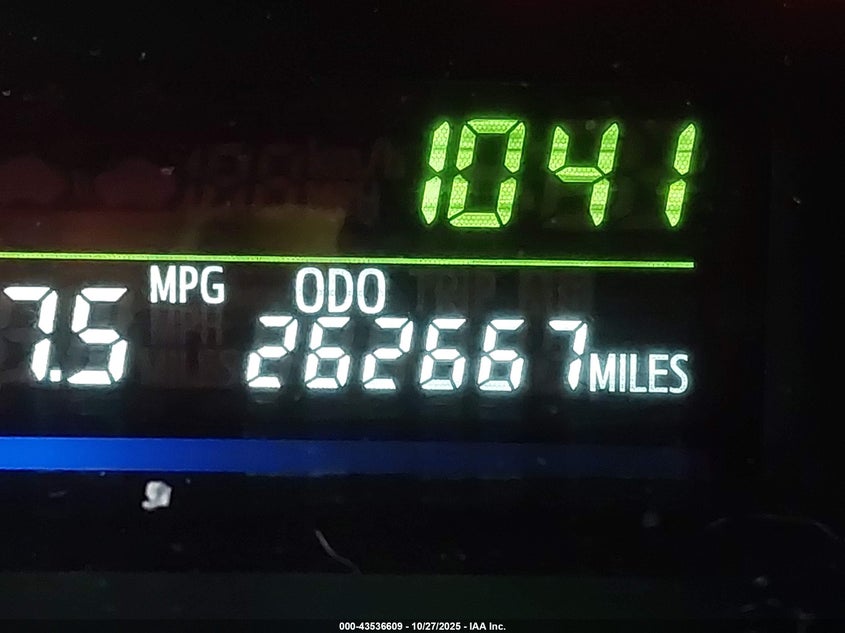 1041
MPG ODO
7.5 262667 MILES
000-43536609 - 10/27/2025 - IAA Inc.